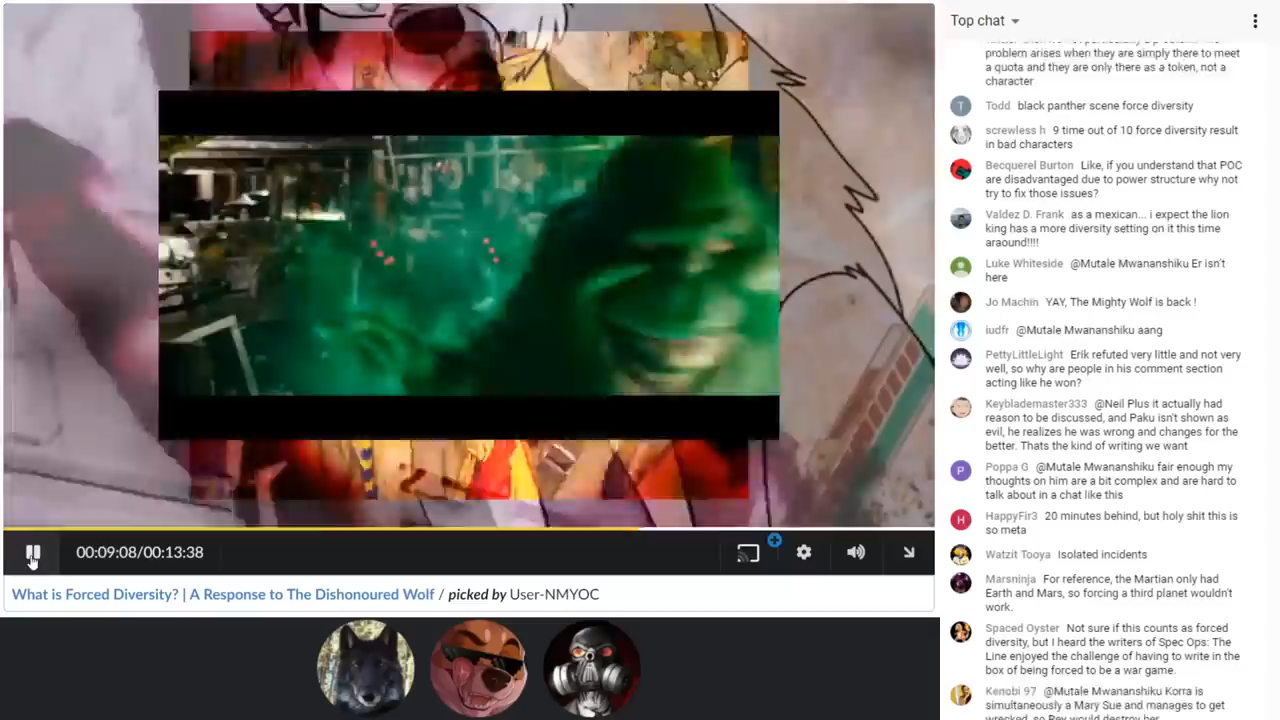 Top chat
problem arises when they are simply there to meet
a quota and they are only there as a token, not a
character
Todd black panther scene force diversity
screwless h 9 time out of 10 force diversity result
in bad characters
Becquerel Burton Like, if you understand that POC
are disadvantaged due to power structure why not
try to fix those issues?
Valdez D. Frank as a mexican... i expect the lion
king has a more diversity setting on it this time
araound!!!!
Luke Whiteside @Mutale Mwananshiku Er isn't
here
Jo Machin YAY, The Mighty Wolf is back !
iudfr @Mutale Mwananshiku aang
PettyLittleLight Erik refuted very little and not very
well, so why are people in his comment section
acting like he won?
Keyblademaster333 @Neil Plus it actually had
reason to be discussed, and Paku isn't shown as
evil, he realizes he was wrong and changes for the
better. Thats the kind of writing we want
P
Poppa G @Mutale Mwananshiku fair enough my
thoughts on him are a bit complex and are hard to
talk about in a chat like this
H
HappyFir3 20 minutes behind, but holy shit this is
so meta
Watzit Tooya Isolated incidents
Marsninja For reference, the Martian only had
Earth and Mars, so forcing a third planet wouldn't
work.
Spaced Oyster Not sure if this counts as forced
diversity, but I heard the writers of Spec Ops: The
Line enjoyed the challenge of having to write in the
box of being forced to be a war game.
Kenobi 97 @Mutale Mwananshiku Korra is
simultaneously a Mary Sue and manages to get
wrecked, so Rey would destroy her
00:09:08/00:13:38
What is Forced Diversity? | A Response to The Dishonoured Wolf / picked by User-NMYOC